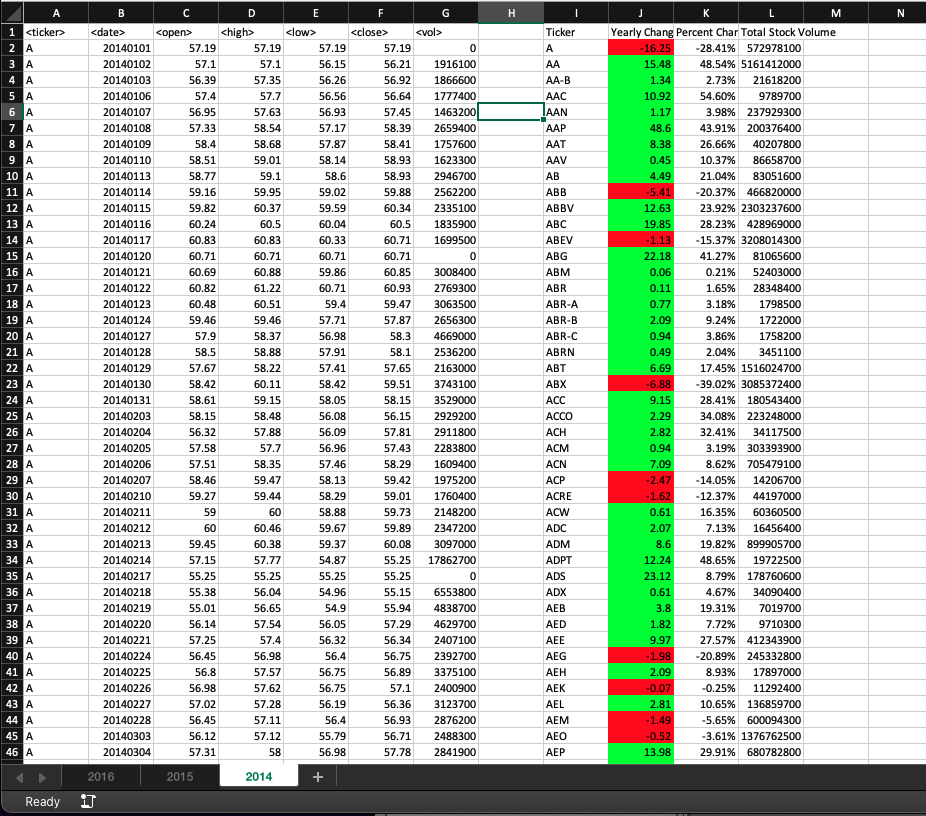 A B C D E F G H I J K L M N
1 <ticker> <date> <open> <high> <low> <close> <vol> Ticker Yearly Chang Percent Char Total Stock Volume
2 A 20140101 57.19 57.19 57.19 57.19 0 A -16.25 -28.41% 572978100
3 A 20140102 57.1 57.1 56.15 56.21 1916100 AA 15.48 48.54% 5161412000
4 A 20140103 56.39 57.35 56.26 56.92 1866600 AA-B 1.34 2.73% 21618200
5 A 20140106 57.4 57.7 56.56 56.64 1777400 AAC 10.92 54.60% 9789700
6 A 20140107 56.95 57.63 56.93 57.45 1463200 AAN 1.17 3.98% 237929300
7 A 20140108 57.33 58.54 57.17 58.39 2659400 AAP 48.6 43.91% 200376400
8 A 20140109 58.4 58.68 57.87 58.41 1757600 AAT 8.38 26.66% 40207800
9 A 20140110 58.51 59.01 58.14 58.93 1623300 AAV 0.45 10.37% 86658700
10 A 20140113 58.77 59.1 58.6 58.93 2946700 AB 4.49 21.04% 83051600
11 A 20140114 59.16 59.95 59.02 59.88 2562200 ABB -5.41 -20.37% 466820000
12 A 20140115 59.82 60.37 59.59 60.34 2335100 ABBV 12.63 23.92% 2303237600
13 A 20140116 60.24 60.5 60.04 60.5 1835900 ABC 19.85 28.23% 428969000
14 A 20140117 60.83 60.83 60.33 60.71 1699500 ABEV -1.13 -15.37% 3208014300
15 A 20140120 60.71 60.71 60.71 60.71 0 ABG 22.18 41.27% 81065600
16 A 20140121 60.69 60.88 59.86 60.85 3008400 ABM 0.06 0.21% 52403000
17 A 20140122 60.82 61.22 60.71 60.93 2769300 ABR 0.11 1.65% 28348400
18 A 20140123 60.48 60.51 59.4 59.47 3063500 ABR-A 0.77 3.18% 1798500
19 A 20140124 59.46 59.46 57.71 57.87 2656300 ABR-B 2.09 9.24% 1722000
20 A 20140127 57.9 58.37 56.98 58.3 4669000 ABR-C 0.94 3.86% 1758200
21 A 20140128 58.5 58.88 57.91 58.1 2536200 ABRN 0.49 2.04% 3451100
22 A 20140129 57.67 58.22 57.41 57.65 2163000 ABT 6.69 17.45% 1516024700
23 A 20140130 58.42 60.11 58.42 59.51 3743100 ABX -6.88 -39.02% 3085372400
24 A 20140131 58.61 59.15 58.05 58.15 3529000 ACC 9.15 28.41% 180543400
25 A 20140203 58.15 58.48 56.08 56.15 2929200 ACCO 2.29 34.08% 223248000
26 A 20140204 56.32 57.88 56.09 57.81 2911800 ACH 2.82 32.41% 34117500
27 A 20140205 57.58 57.7 56.96 57.43 2283800 ACM 0.94 3.19% 303393900
28 A 20140206 57.51 58.35 57.46 58.29 1609400 ACN 7.09 8.62% 705479100
29 A 20140207 58.46 59.47 58.13 59.42 1975200 ACP -2.47 -14.05% 14206700
30 A 20140210 59.27 59.44 58.29 59.01 1760400 ACRE -1.62 -12.37% 44197000
31 A 20140211 59 60 58.88 59.73 2148200 ACW 0.61 16.35% 60360500
32 A 20140212 60 60.46 59.67 59.89 2347200 ADC 2.07 7.13% 16456400
33 A 20140213 59.45 60.38 59.37 60.08 3097000 ADM 8.6 19.82% 899905700
34 A 20140214 57.15 57.77 54.87 55.25 17862700 ADPT 12.24 48.65% 19722500
35 A 20140217 55.25 55.25 55.25 55.25 0 ADS 23.12 8.79% 178760600
36 A 20140218 55.38 56.04 54.96 55.15 6553800 ADX 0.61 4.67% 34090400
37 A 20140219 55.01 56.65 54.9 55.94 4838700 AEB 3.8 19.31% 7019700
38 A 20140220 56.14 57.54 56.05 57.29 4629700 AED 1.82 7.72% 9710300
39 A 20140221 57.25 57.4 56.32 56.34 2407100 AEE 9.97 27.57% 412343900
40 A 20140224 56.45 56.98 56.4 56.75 2392700 AEG -1.98 -20.89% 245332800
41 A 20140225 56.8 57.57 56.75 56.89 3375100 AEH 2.09 8.93% 17897000
42 A 20140226 56.98 57.62 56.75 57.1 2400900 AEK -0.07 -0.25% 11292400
43 A 20140227 57.02 57.28 56.19 56.36 3123700 AEL 2.81 10.65% 136859700
44 A 20140228 56.45 57.11 56.4 56.93 2876200 AEM -1.49 -5.65% 600094300
45 A 20140303 56.12 57.12 55.79 56.71 2488300 AEO -0.52 -3.61% 1376762500
46 A 20140304 57.31 58 56.98 57.78 2841900 AEP 13.98 29.91% 680782800
2016 2015 2014 +
Ready